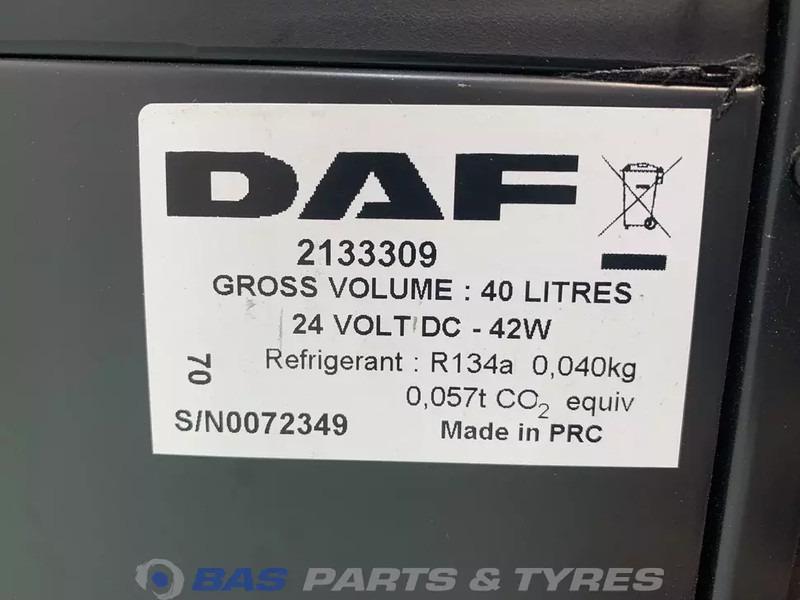 DAF
2133309
GROSS VOLUME : 40 LITRES
24 VOLT DC - 42W
Refrigerant : R134a 0,040kg
70
0,057t CO2 equiv
S/N0072349
Made in PRC
BAS PARTS & TYRES